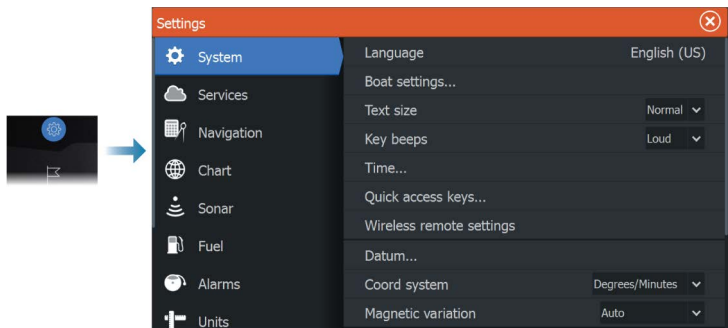 Settings
System
Services
Navigation
Chart
Sonar
Fuel
Alarms
Units
Language English (US)
Boat settings...
Text size Normal
Key beeps Loud
Time...
Quick access keys...
Wireless remote settings
Datum...
Coord system Degrees/Minutes
Magnetic variation Auto